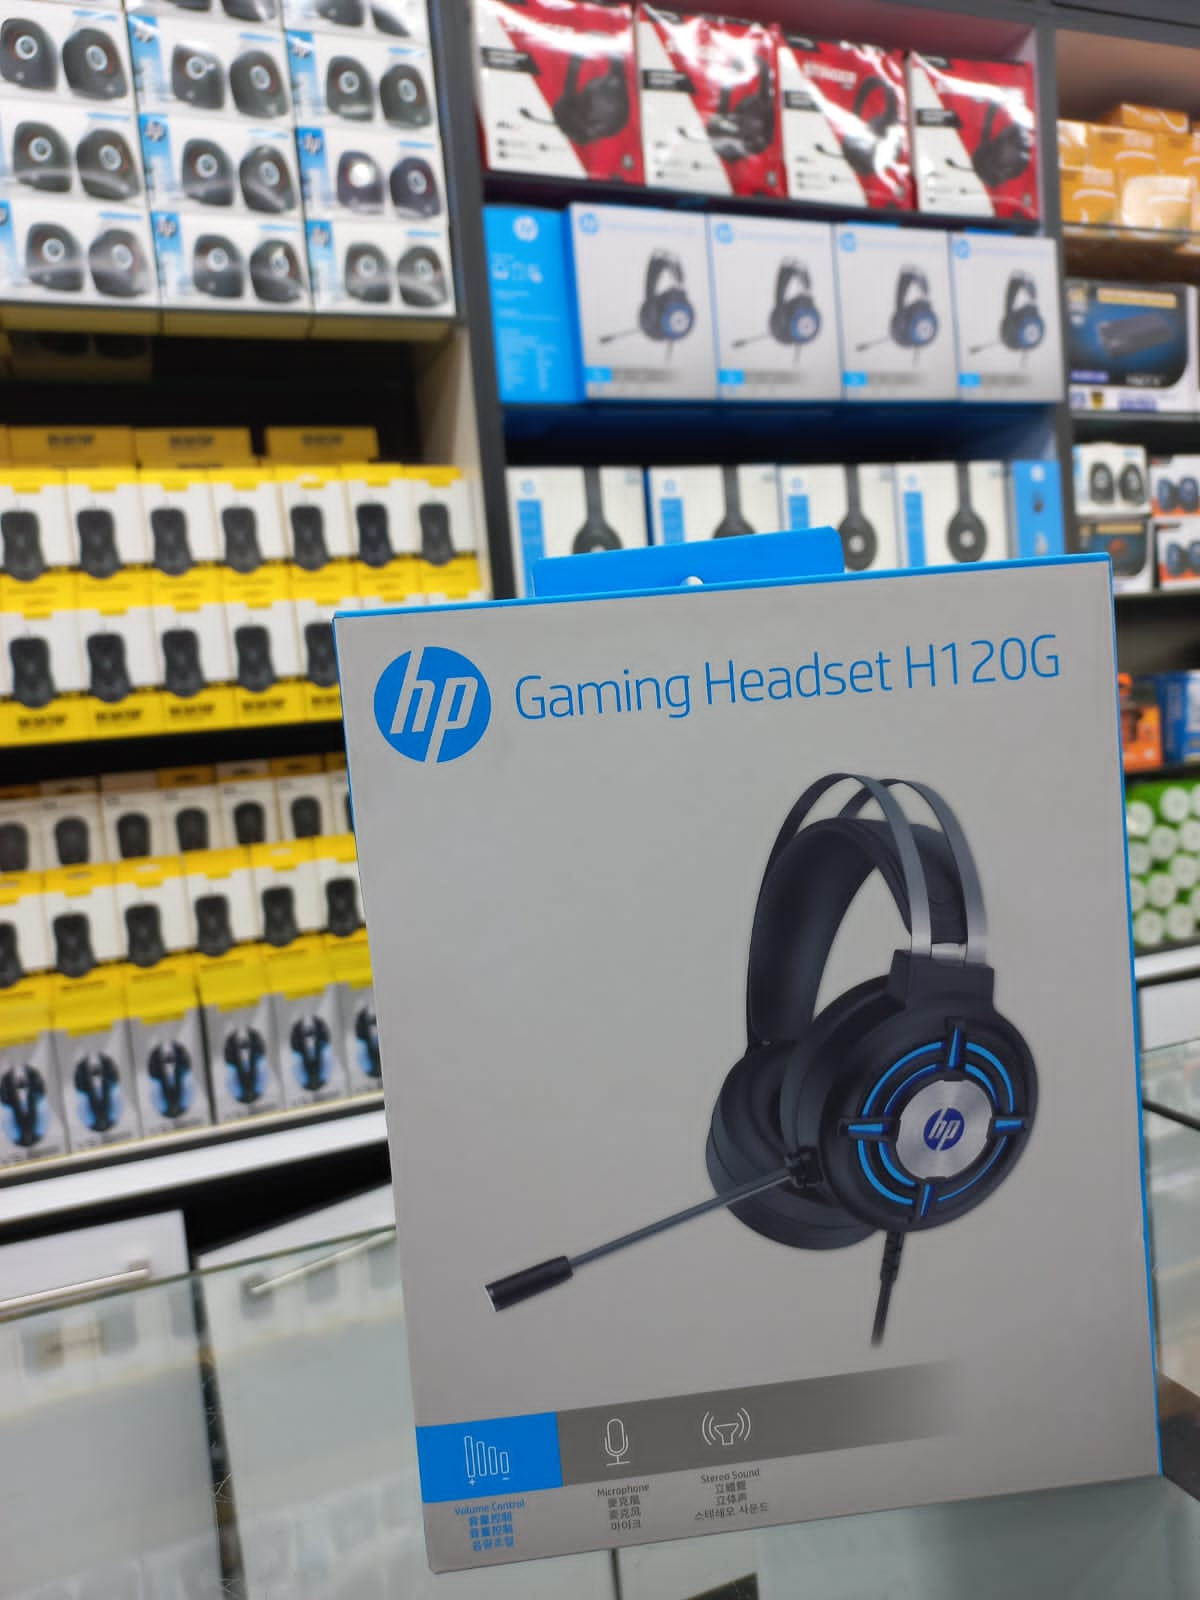 STINGER
hp
hp
Gaming Headset H120G
hp
Volume Control
音量控制
音量控制
음량조절
Microphone
麥克風
麦克风
마이크
Stereo Sound
立體聲
立体声
스테레오 사운드